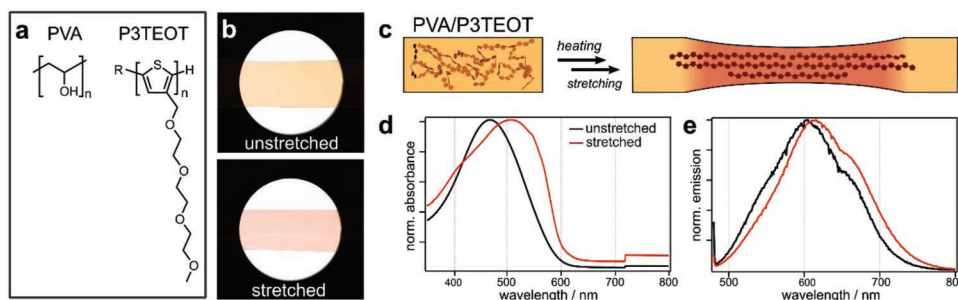 a
PVA
P3TEOT
OH
n
R
S
H
n
O
O
O
O
b
unstretched
stretched
c
PVA/P3TEOT
heating
stretching
d
unstretched
stretched
norm. absorbance
400 500 600 700 800
wavelength / nm
e
norm. emission
500 600 700 800
wavelength / nm